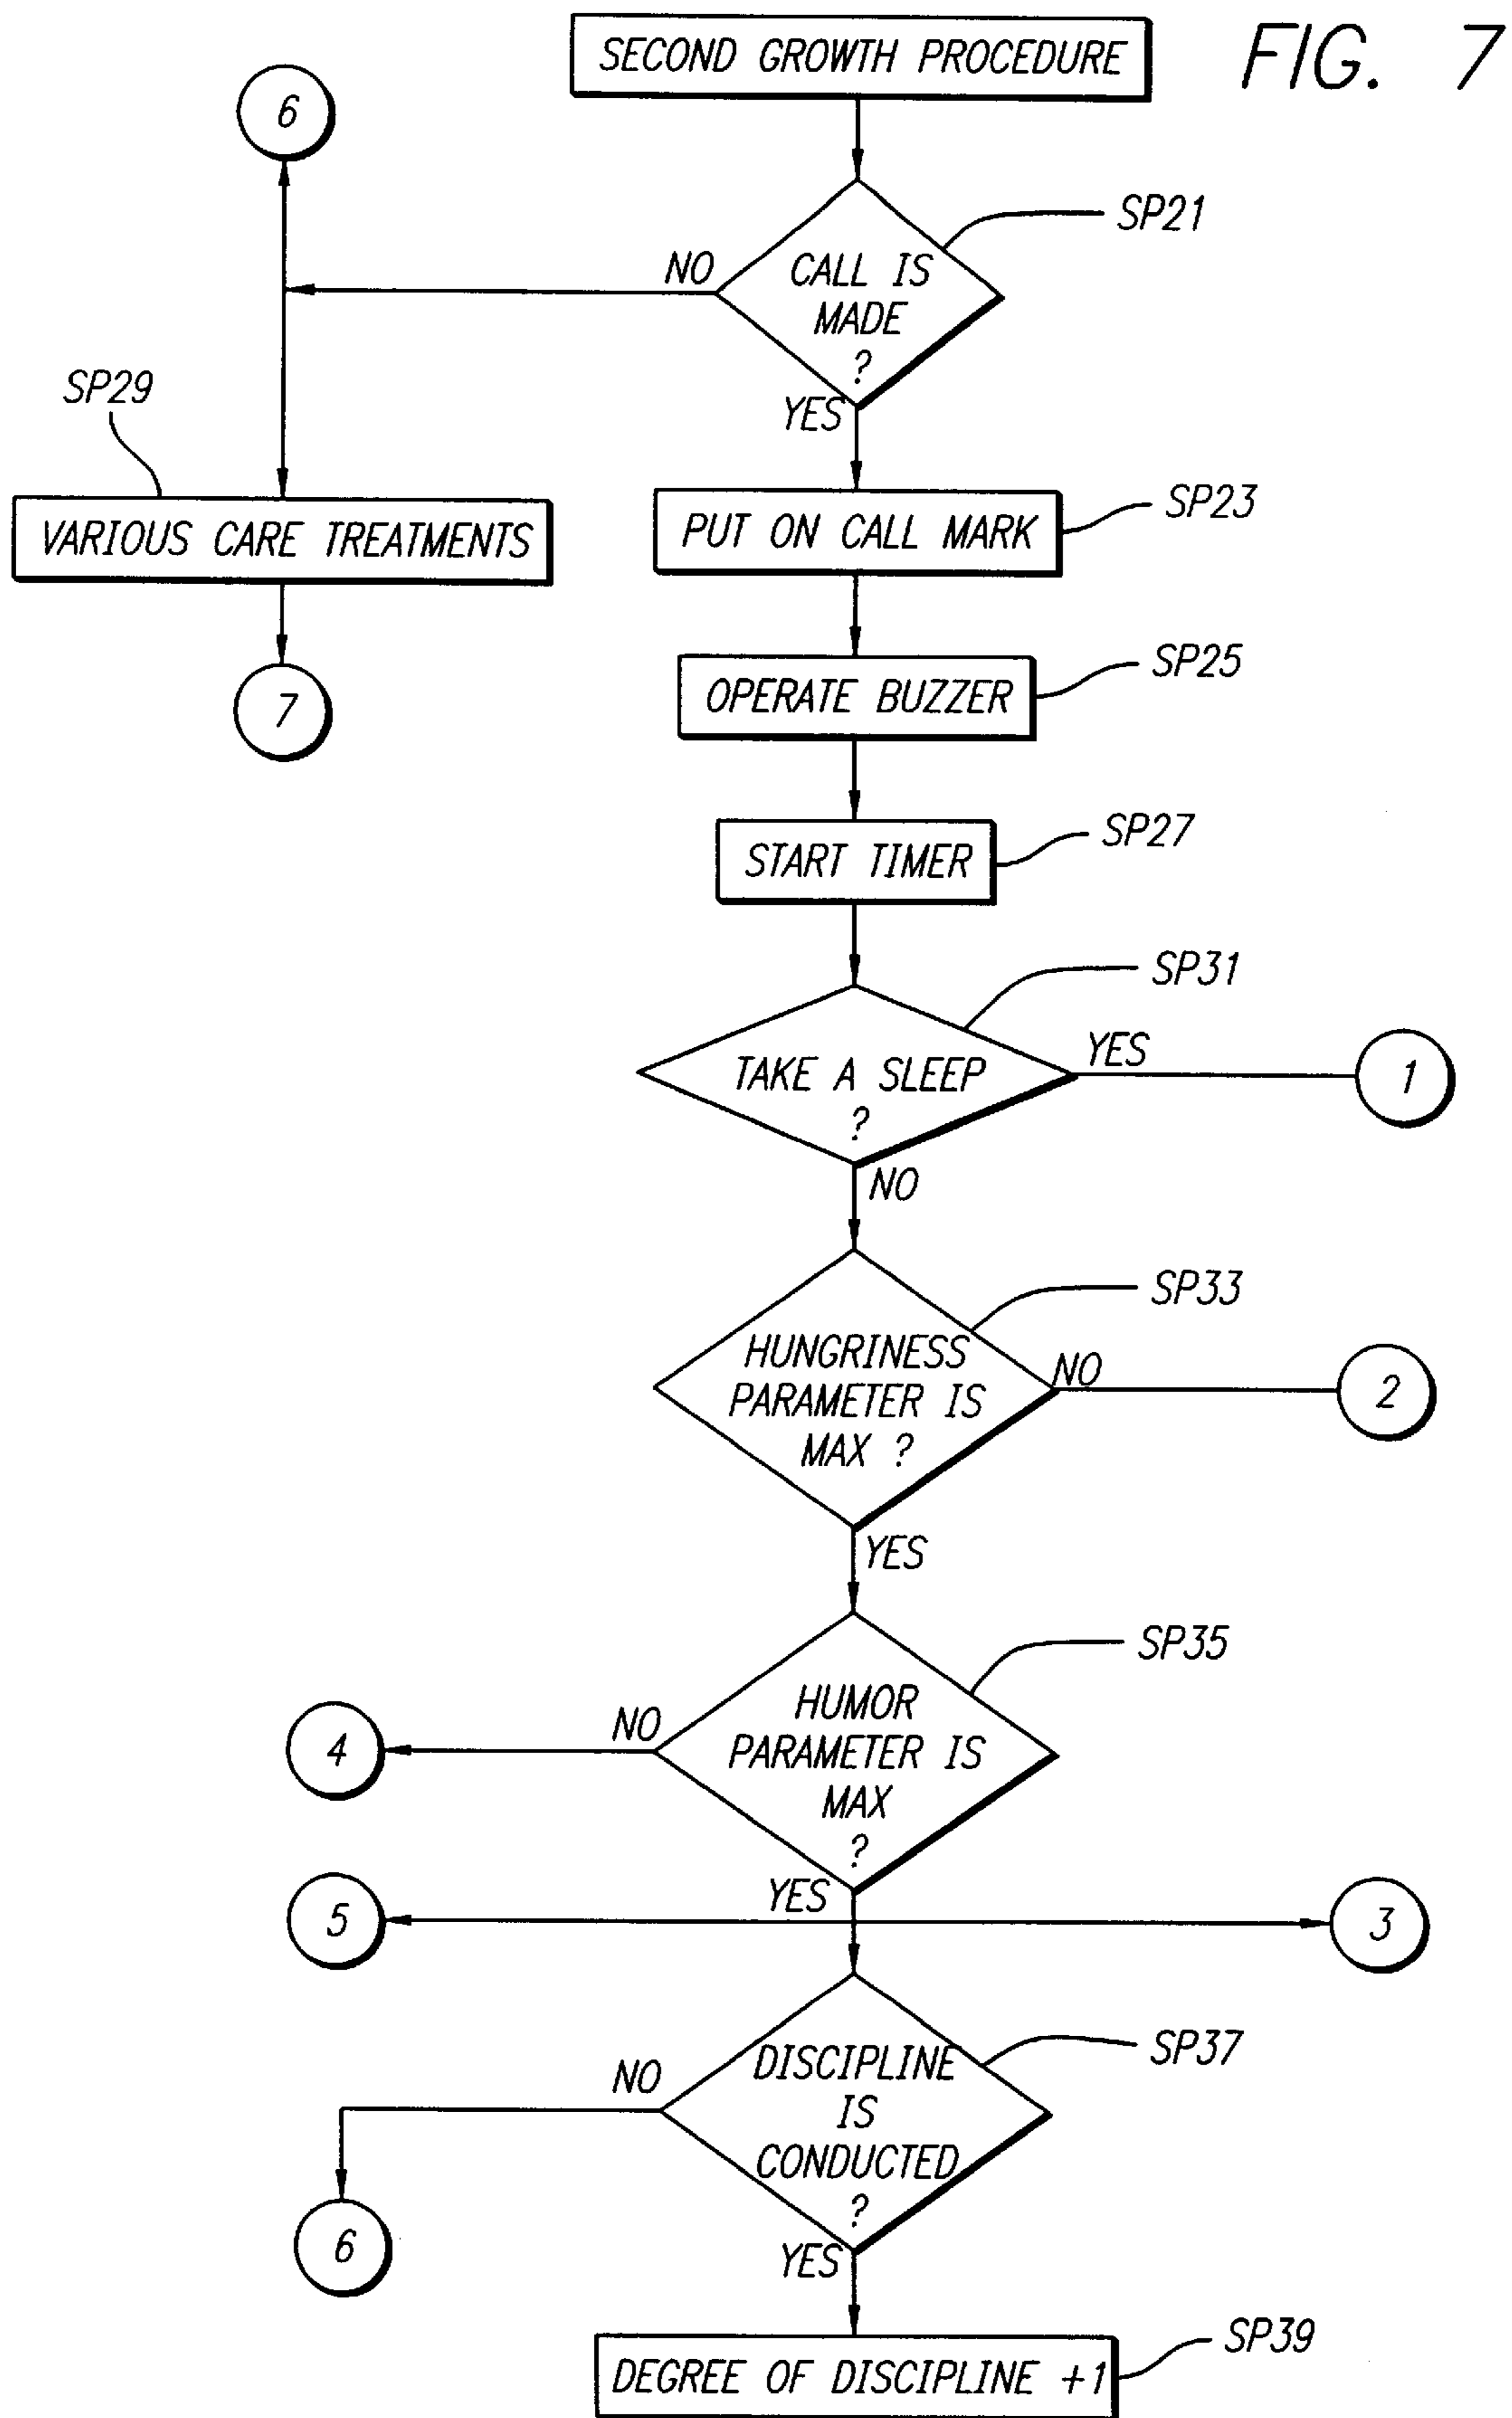 FIG. 7
SECOND GROWTH PROCEDURE
6
SP21
CALL IS
MADE
?
NO
YES
SP29
VARIOUS CARE TREATMENTS
7
SP23
PUT ON CALL MARK
SP25
OPERATE BUZZER
SP27
START TIMER
SP31
TAKE A SLEEP
?
YES
1
NO
SP33
HUNGRINESS
PARAMETER IS
MAX ?
NO
2
YES
SP35
HUMOR
PARAMETER IS
MAX
?
NO
4
YES
5
3
SP37
DISCIPLINE
IS
CONDUCTED
?
NO
6
YES
SP39
DEGREE OF DISCIPLINE +1